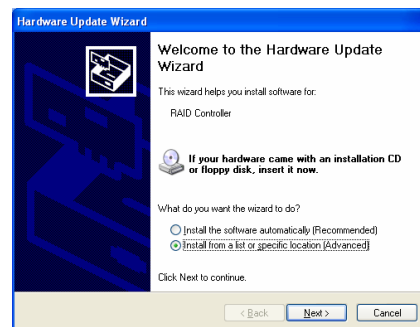 Hardware Update Wizard
Welcome to the Hardware Update
Wizard
This wizard helps you install software for:
RAID Controller
If your hardware came with an installation CD
or floppy disk, insert it now.
What do you want the wizard to do?
Install the software automatically (Recommended)
Install from a list or specific location (Advanced)
Click Next to continue.
< Back Next > Cancel